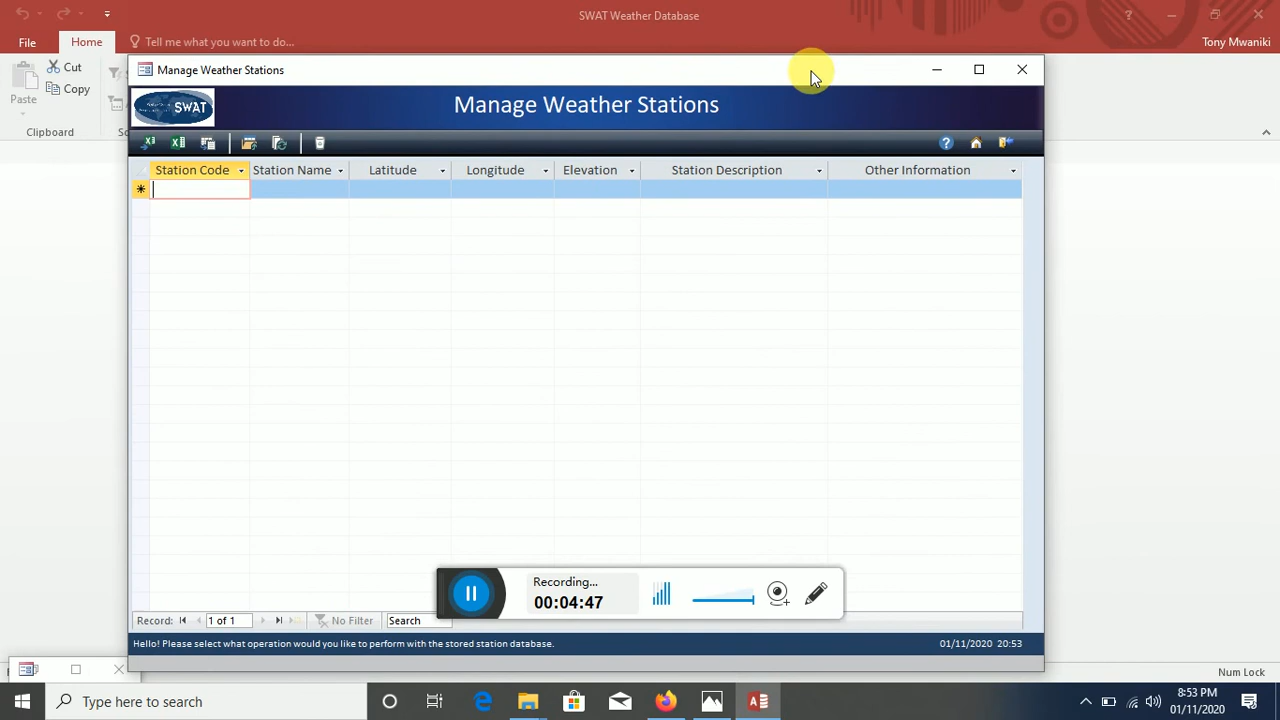 SWAT Weather Database
File
Home
Tell me what you want to do...
Tony Mwaniki
Paste
Cut
Copy
Clipboard
Manage Weather Stations
SWAT
Manage Weather Stations
Station Code Station Name Latitude Longitude Elevation Station Description Other Information
Recording...
00:04:47
Record: 1 of 1 No Filter Search
Hello! Please select what operation would you like to perform with the stored station database. 01/11/2020 20:53
Num Lock
Type here to search
8:53 PM
01/11/2020